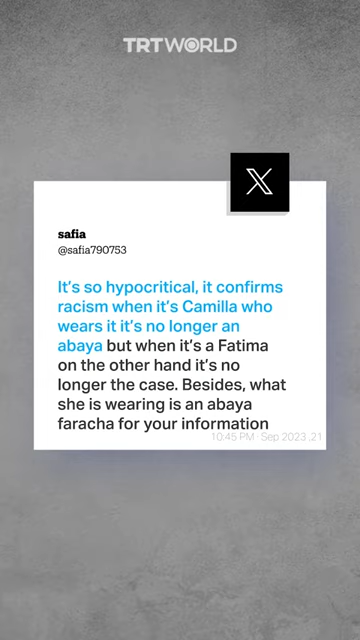 TRT WORLD
safia
@safia790753
It's so hypocritical, it confirms
racism when it's Camilla who
wears it it's no longer an
abaya but when it's a Fatima
on the other hand it's no
longer the case. Besides, what
she is wearing is an abaya
faracha for your information
10:45 PM · Sep 2023 ,21